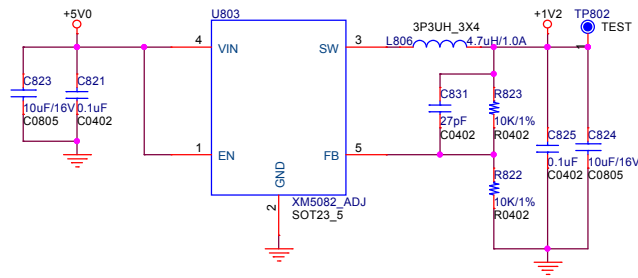 +5V0
U803
+1V2
TP802
TEST
3P3UH_3X4
L806
4.7uH/1.0A
4
VIN
SW
3
C823
10uF/16V
C0805
C821
0.1uF
C0402
C831
27pF
C0402
R823
10K/1%
R0402
1
EN
FB
5
C825
0.1uF
C0402
C824
10uF/16V
C0805
GND
2
XM5082_ADJ
SOT23_5
R822
10K/1%
R0402